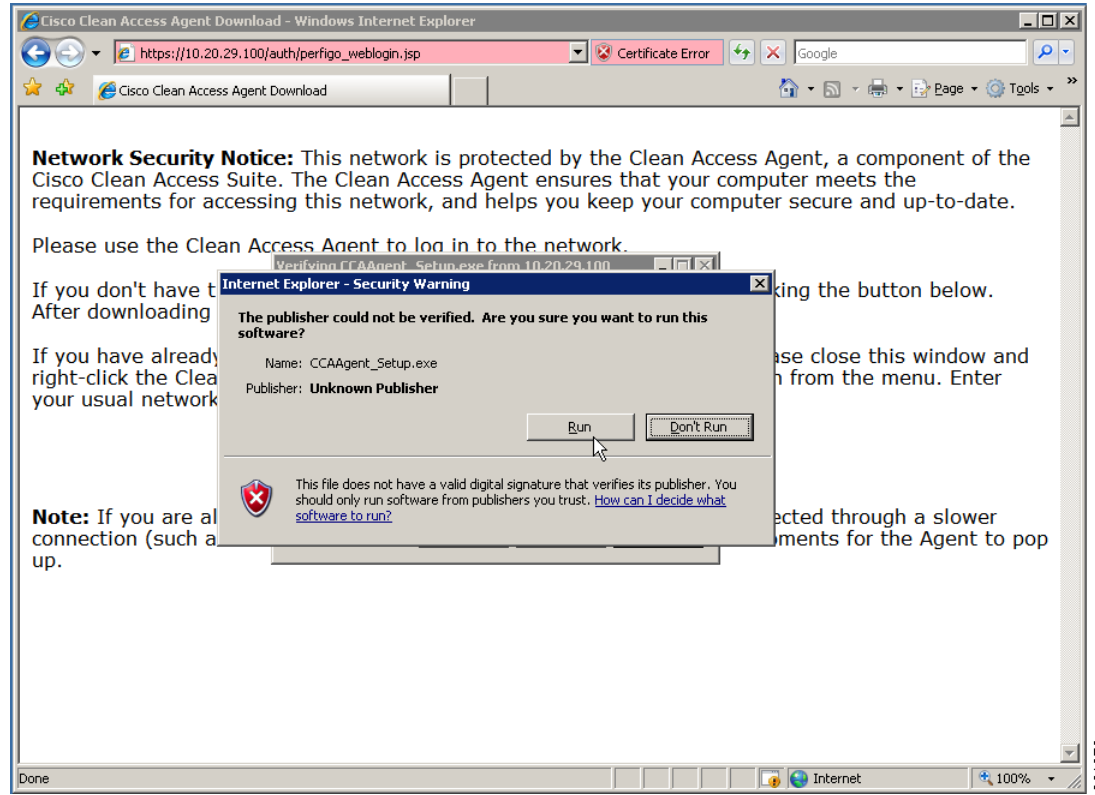 Cisco Clean Access Agent Download - Windows Internet Explorer
https://10.20.29.100/auth/perfigo_weblogin.jsp
Certificate Error
Google
Cisco Clean Access Agent Download
Page
Tools
Network Security Notice: This network is protected by the Clean Access Agent, a component of the
Cisco Clean Access Suite. The Clean Access Agent ensures that your computer meets the
requirements for accessing this network, and helps you keep your computer secure and up-to-date.
Please use the Clean Access Agent to log in to the network.
Verifying CCAAgent_Setup.exe from 10.20.29.100
If you don't have t
king the button below.
After downloading
If you have already
ase close this window and
right-click the Clea
n from the menu. Enter
your usual network
Internet Explorer - Security Warning
The publisher could not be verified. Are you sure you want to run this
software?
Name: CCAAgent_Setup.exe
Publisher: Unknown Publisher
Run
Don't Run
This file does not have a valid digital signature that verifies its publisher. You
should only run software from publishers you trust. How can I decide what
software to run?
Note: If you are al
ected through a slower
connection (such a
oments for the Agent to pop
up.
Done
Internet
100%